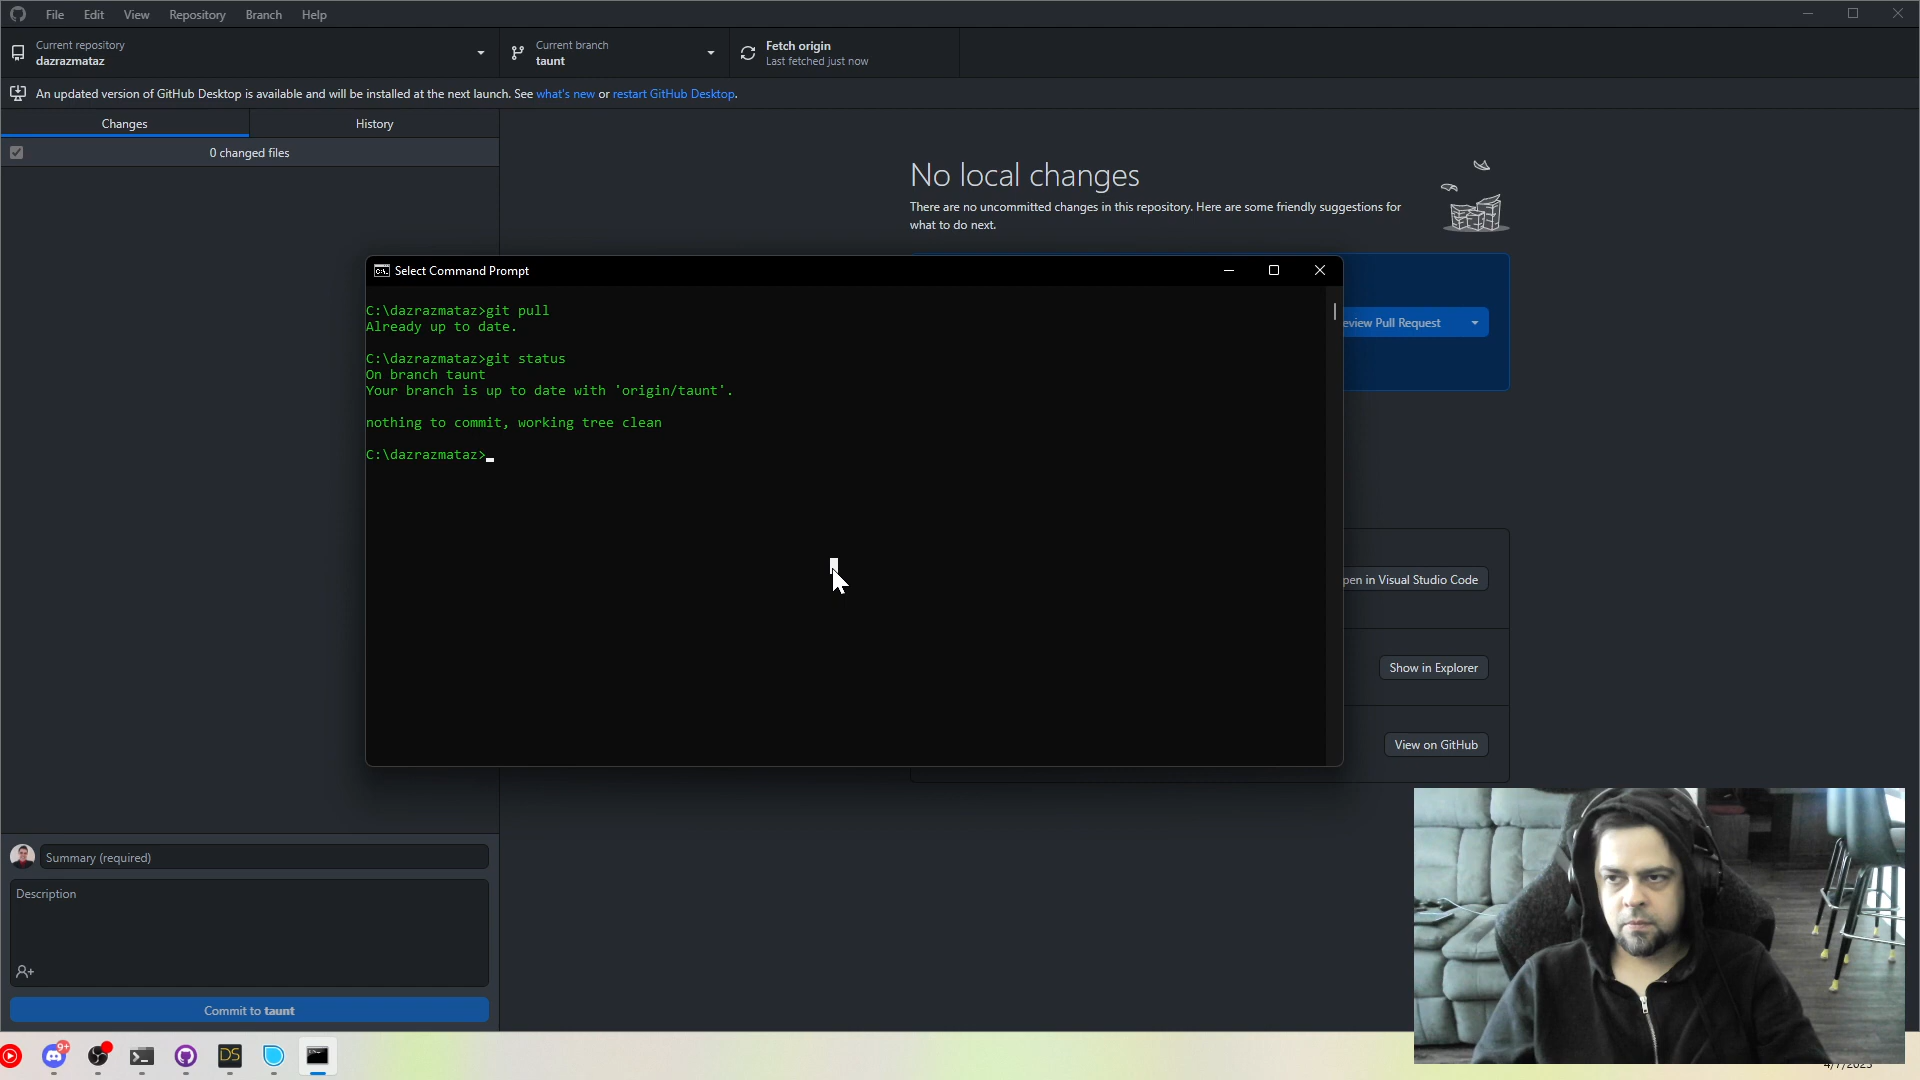 File Edit View Repository Branch Help
Current repository
dazrazmataz
Current branch
taunt
Fetch origin
Last fetched just now
An updated version of GitHub Desktop is available and will be installed at the next launch. See what's new or restart GitHub Desktop.
Changes
History
0 changed files
No local changes
There are no uncommitted changes in this repository. Here are some friendly suggestions for
what to do next.
Select Command Prompt
C:\dazrazmataz>git pull
Already up to date.
C:\dazrazmataz>git status
On branch taunt
Your branch is up to date with 'origin/taunt'.
nothing to commit, working tree clean
C:\dazrazmataz>
eview Pull Request
pen in Visual Studio Code
Show in Explorer
View on GitHub
Summary (required)
Description
Commit to taunt
9+
DS